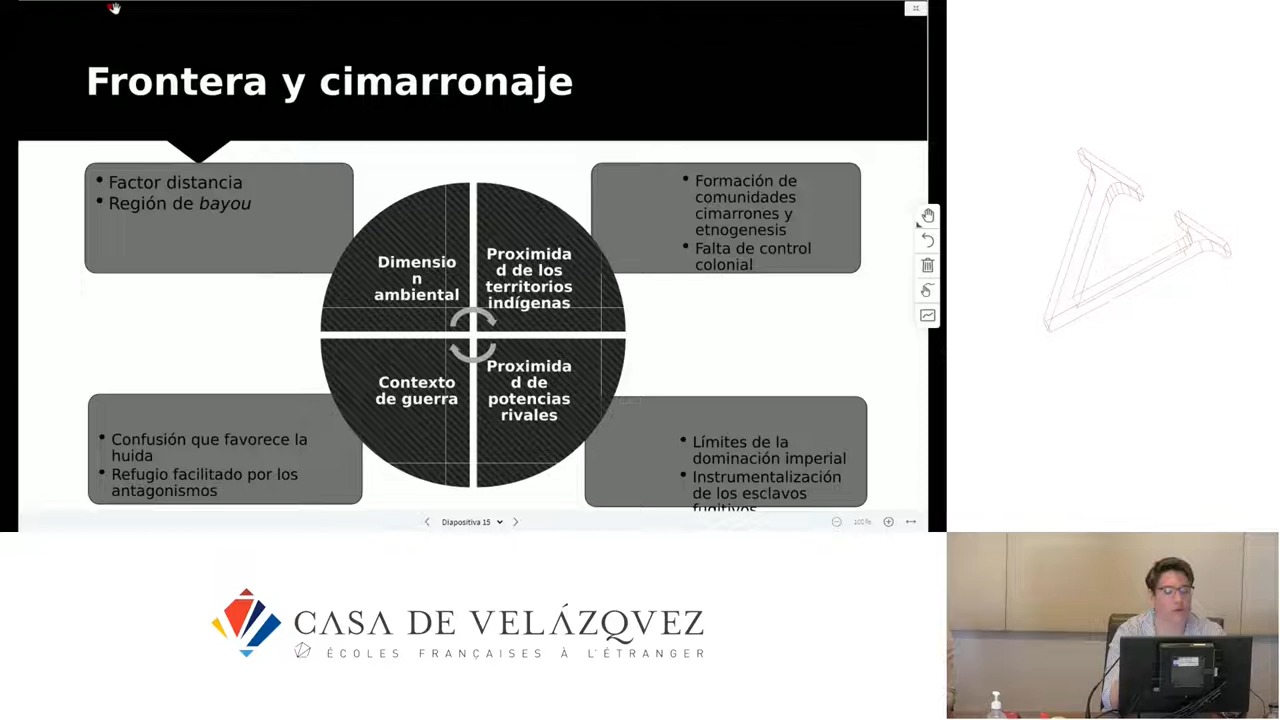 Frontera y cimarronaje
• Factor distancia
• Región de bayou
• Formación de
comunidades
cimarrones y
etnogenesis
• Falta de control
colonial
Dimensio
n
ambiental
Proximida
d de los
territorios
indígenas
Contexto
de guerra
Proximida
d de
potencias
rivales
• Confusión que favorece la
huida
• Refugio facilitado por los
antagonismos
• Límites de la
dominación imperial
• Instrumentalización
de los esclavos
fugitivos
Diapositiva 15
100%
CASA DE VELÁZQVEZ
ÉCOLES FRANÇAISES À L'ÉTRANGER